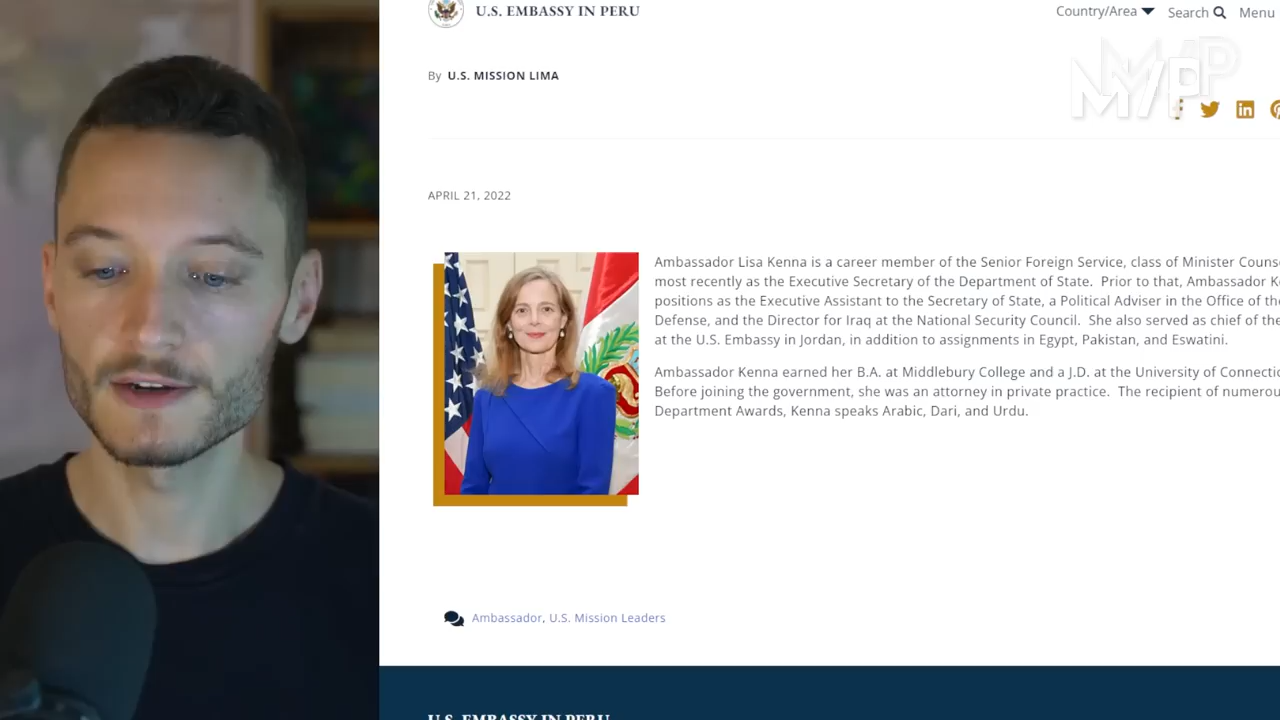 U.S. EMBASSY IN PERU
Country/Area Search Menu
By U.S. MISSION LIMA
M/P
APRIL 21, 2022
Ambassador Lisa Kenna is a career member of the Senior Foreign Service, class of Minister
most recently as the Executive Secretary of the Department of State. Prior to that, Ambassador
positions as the Executive Assistant to the Secretary of State, a Political Adviser in the Office of
Defense, and the Director for Iraq at the National Security Council. She also served as chief of
at the U.S. Embassy in Jordan, in addition to assignments in Egypt, Pakistan, and Eswatini.
Ambassador Kenna earned her B.A. at Middlebury College and a J.D. at the University of
Before joining the government, she was an attorney in private practice. The recipient of
Department Awards, Kenna speaks Arabic, Dari, and Urdu.
Ambassador, U.S. Mission Leaders
U.S. EMBASSY IN PERU